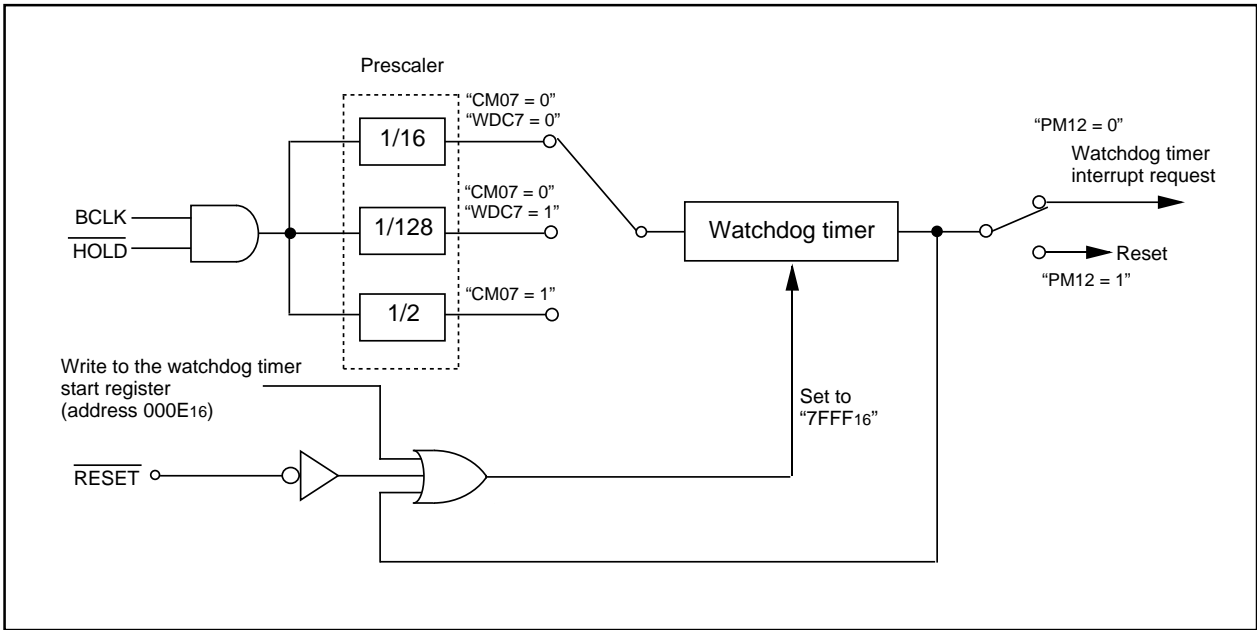 Prescaler
“CM07 = 0”
“WDC7 = 0”
1/16
“CM07 = 0”
“WDC7 = 1”
1/128
“CM07 = 1”
1/2
BCLK
HOLD
Watchdog timer
“PM12 = 0”
Watchdog timer
interrupt request
Reset
“PM12 = 1”
Write to the watchdog timer
start register
(address 000E16)
Set to
“7FFF16”
RESET